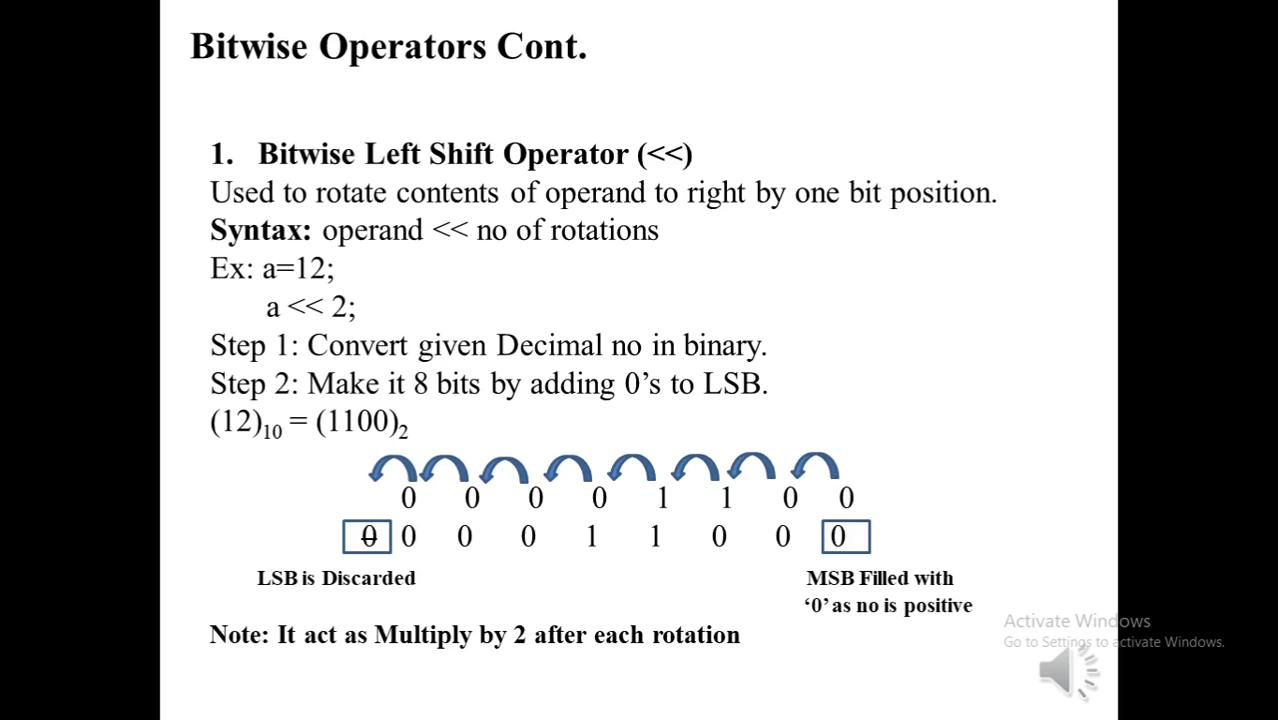 Bitwise Operators Cont.
1. Bitwise Left Shift Operator (<<)
Used to rotate contents of operand to right by one bit position.
Syntax: operand << no of rotations
Ex: a=12;
a << 2;
Step 1: Convert given Decimal no in binary.
Step 2: Make it 8 bits by adding 0’s to LSB.
(12)10 = (1100)2
0 0 0 0 1 1 0 0
0 0 0 0 1 1 0 0 0
LSB is Discarded
MSB Filled with
‘0’ as no is positive
Note: It act as Multiply by 2 after each rotation
Activate Windows
Go to Settings to activate Windows.